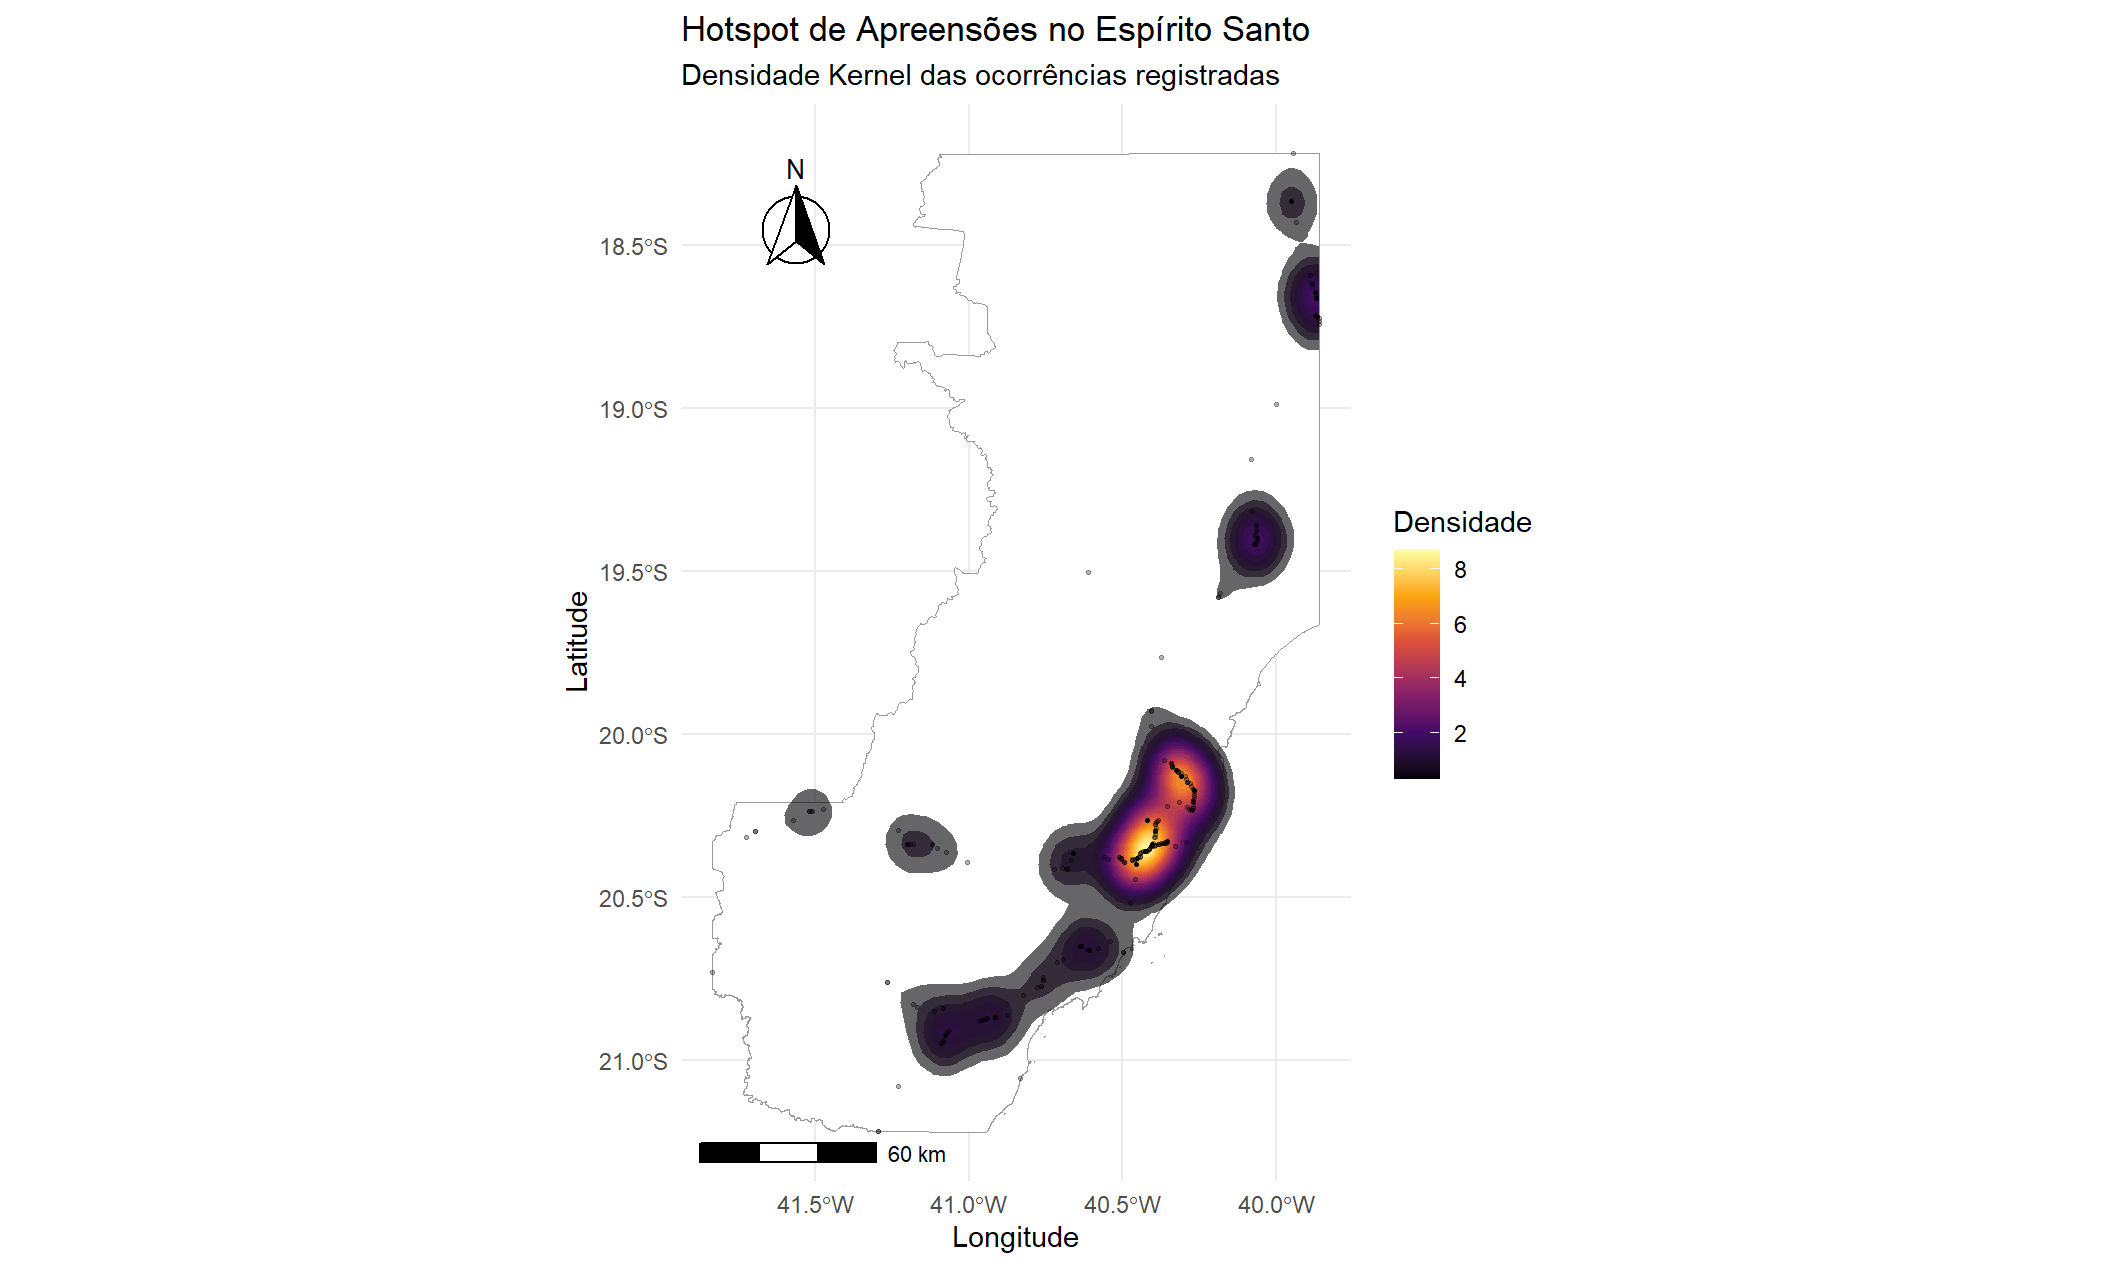 Hotspot de Apreensões no Espírito Santo
Densidade Kernel das ocorrências registradas
N
18.5°S
19.0°S
19.5°S
20.0°S
20.5°S
21.0°S
Latitude
60 km
41.5°W
41.0°W
40.5°W
40.0°W
Longitude
Densidade
8
6
4
2